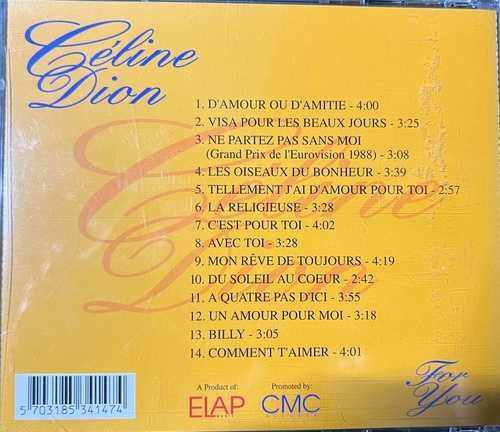 Céline
Dion
1. D'AMOUR OU D'AMITIE - 4:00
2. VISA POUR LES BEAUX JOURS - 3:25
3. NE PARTEZ PAS SANS MOI
(Grand Prix de l'Eurovision 1988) - 3:08
4. LES OISEAUX DU BONHEUR - 3:39
5. TELLEMENT J'AI D'AMOUR POUR TOI - 2:57
6. LA RELIGIEUSE - 3:28
7. C'EST POUR TOI - 4:02
8. AVEC TOI - 3:28
9. MON RÊVE DE TOUJOURS - 4:19
10. DU SOLEIL AU COEUR - 2:42
11. A QUATRE PAS D'ICI - 3:55
12. UN AMOUR POUR MOI - 3:18
13. BILLY - 3:05
14. COMMENT T'AIMER - 4:01
Céline
Dion
A Product of: Promoted by:
ELAP CMC
For
You
5 703185 341474